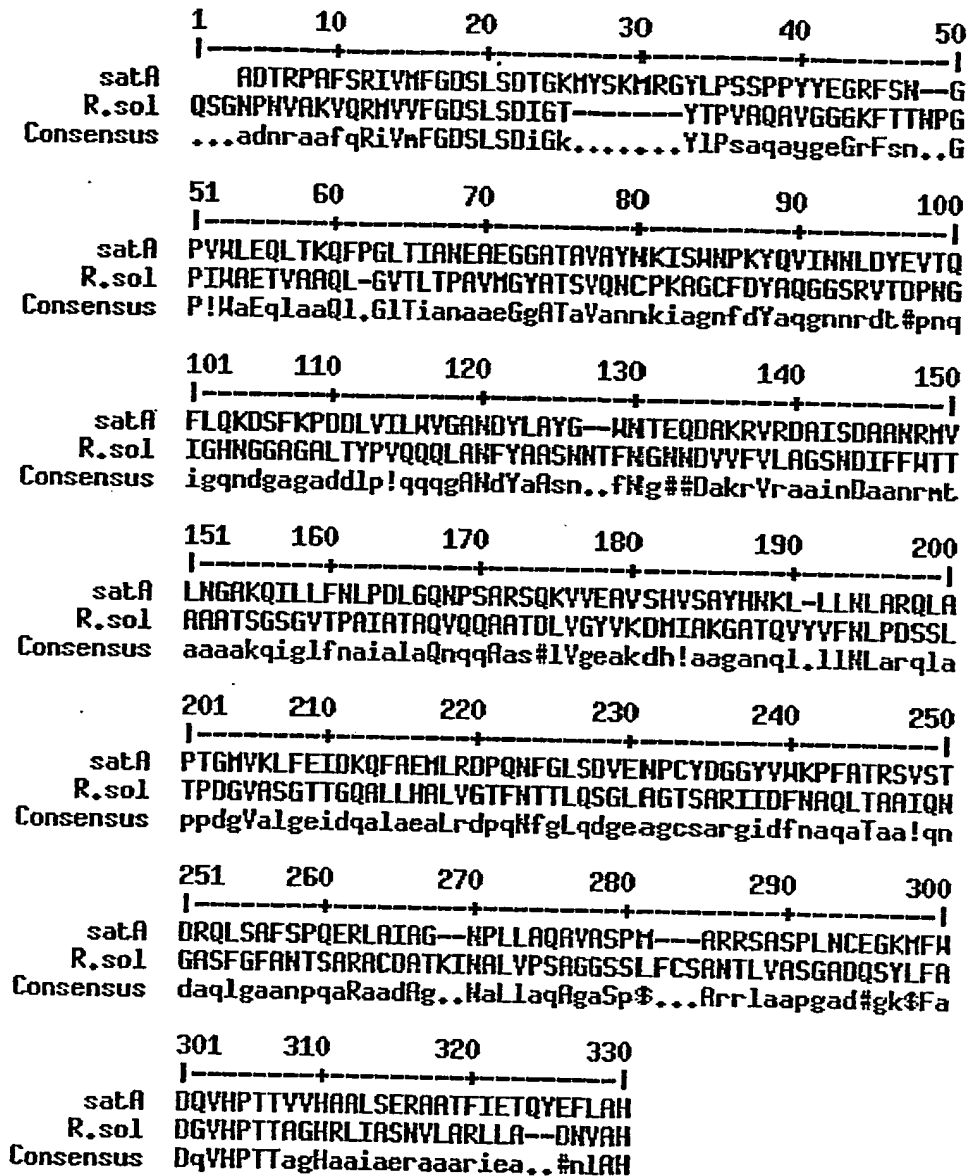 1 10 20 30 40 50
|--------+---------+---------+---------+---------|
satA ADTRPAFSRIVMFGDSLSDTGKMYSKMRGYLPSSPPYYEGRFSN--G
R.sol QSGNPNVAKVQRMVVFGDSLSDIGT-------YTPVAQAVGGGKFTTNPG
Consensus ...adnraafqRiVmFGDSLSDiGk.......YlPsaqaygeGrFsn..G
51 60 70 80 90 100
|--------+---------+---------+---------+---------|
satA PVWLEQLTKQFPGLTIANEAEGGATAVAYNKISWNPKYQVINNLDYEVTQ
R.sol PIWAETVAAQL-GVTLTPAVMGYATSVQNCPKAGCFDYAQGGSRVTDPNG
Consensus P!WaEqlaaQl.GlTianaaeGgATaVannkiagnfdYaqgnnrdt#pnq
101 110 120 130 140 150
|--------+---------+---------+---------+---------|
satA FLQKDSFKPDDLVILWVGANDYLAYG--WNTEQDAKRVRDAISDAANRMV
R.sol IGHNGGAGALTYPVQQQLANFYAASNNTFNGNNDVVFVLAGSNDIFFWTT
Consensus igqndgagaddlp!qqqgANdYaAsn..fNg##DakrVraainDaanrmt
151 160 170 180 190 200
|--------+---------+---------+---------+---------|
satA LNGAKQILLFNLPDLGQNPSARSQKVVEAVSHVSAYHNKL-LLNLARQLA
R.sol AAATSGSGVTPAIATAQVQQAATDLVGYVKDMIAKGATQVYVFNLPDSSL
Consensus aaaakqiglfnaialaQnqqAas#lVgeakdh!aaganql.llNLarqla
201 210 220 230 240 250
|--------+---------+---------+---------+---------|
satA PTGMVKLFEIDKQFAEMLRDPQNFGLSDVENPCYDGGYVWKPFATRSVST
R.sol TPDGVASGTTGQALLHALVGTFNTTLQSGLAGTSARIIDFNAQLTAAIQN
Consensus ppdgValgeidqalaeaLrdpqNfgLqdgeagcsargidfnaqaTaa!qn
251 260 270 280 290 300
|--------+---------+---------+---------+---------|
satA DRQLSAFSPQERLAIAG--NPLLAQAVASPM---ARRSASPLNCEGKMFW
R.sol GASFGFANTSARACDATKINALVPSAGGSSLFCSANTLVASGADQSYLFA
Consensus daqlgaanpqaRaadAg..NaLlaqAgaSp$...Arrlaapgad#gk$Fa
301 310 320 330
|--------+---------+---------|
satA DQVHPTTVVHAALSERAATFIETQYEFLAH
R.sol DGVHPTTAGHRLIASNVLARLLA--DNVAH
Consensus DqVHPTTagHaaiaeraaariea..#nlAH